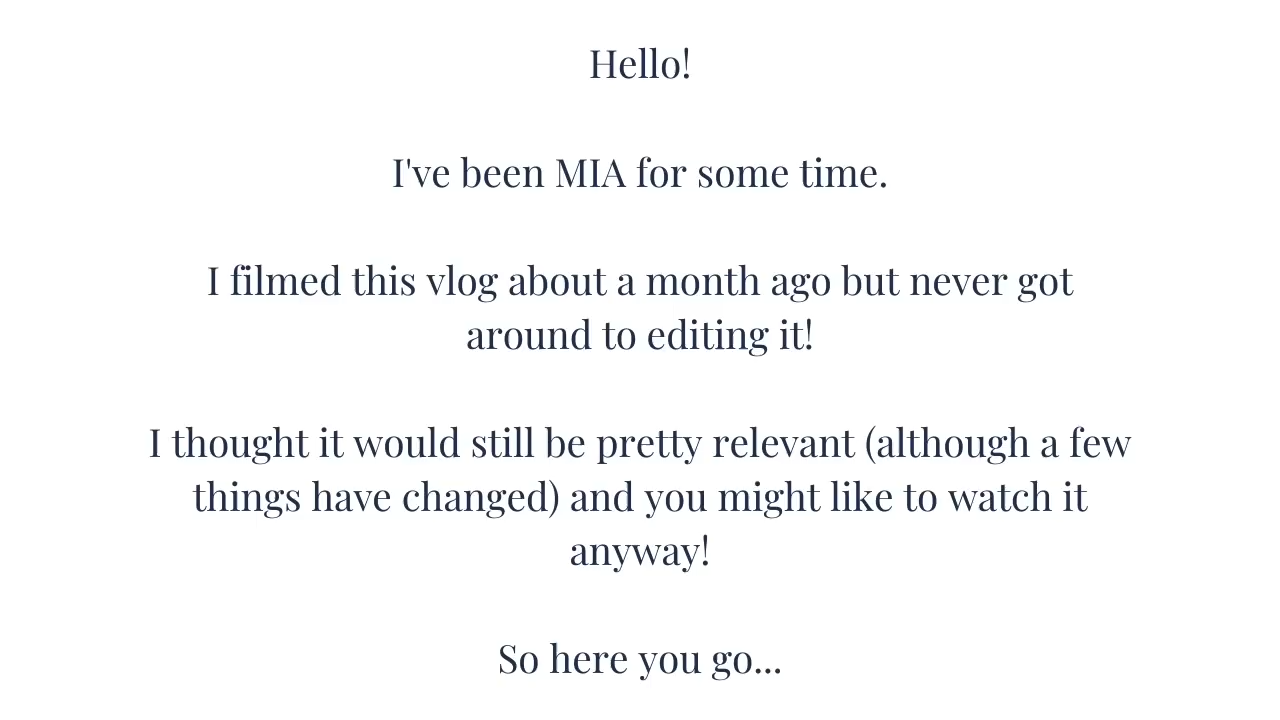 Hello!
I've been MIA for some time.
I filmed this vlog about a month ago but never got
around to editing it!
I thought it would still be pretty relevant (although a few
things have changed) and you might like to watch it
anyway!
So here you go...